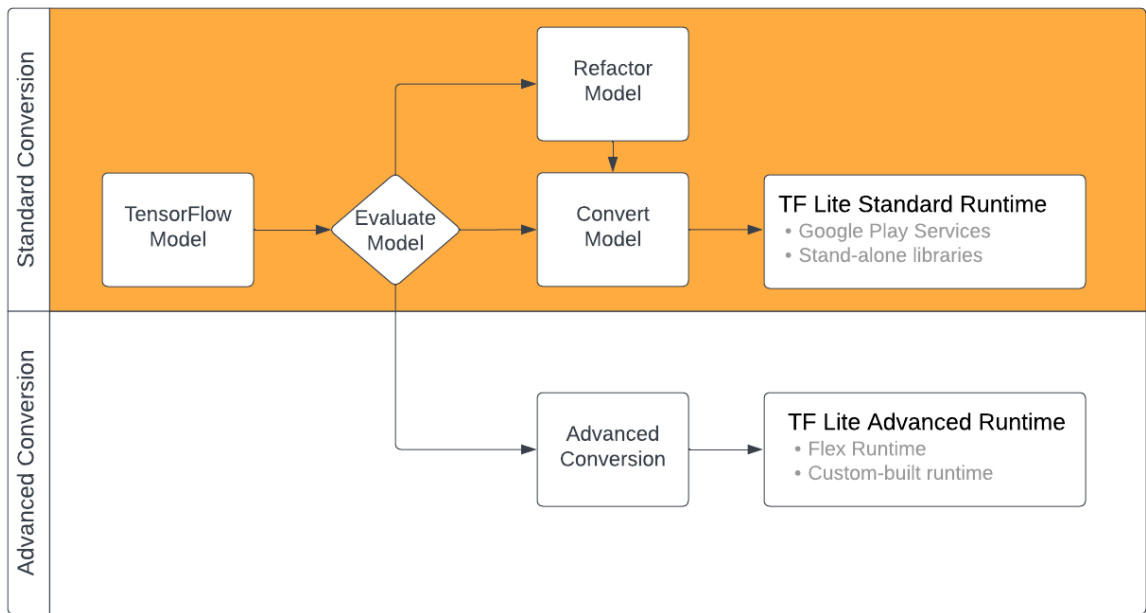 Standard Conversion
Refactor
Model
TensorFlow
Model
Evaluate
Model
Convert
Model
TF Lite Standard Runtime
• Google Play Services
• Stand-alone libraries
Advanced Conversion
Advanced
Conversion
TF Lite Advanced Runtime
• Flex Runtime
• Custom-built runtime